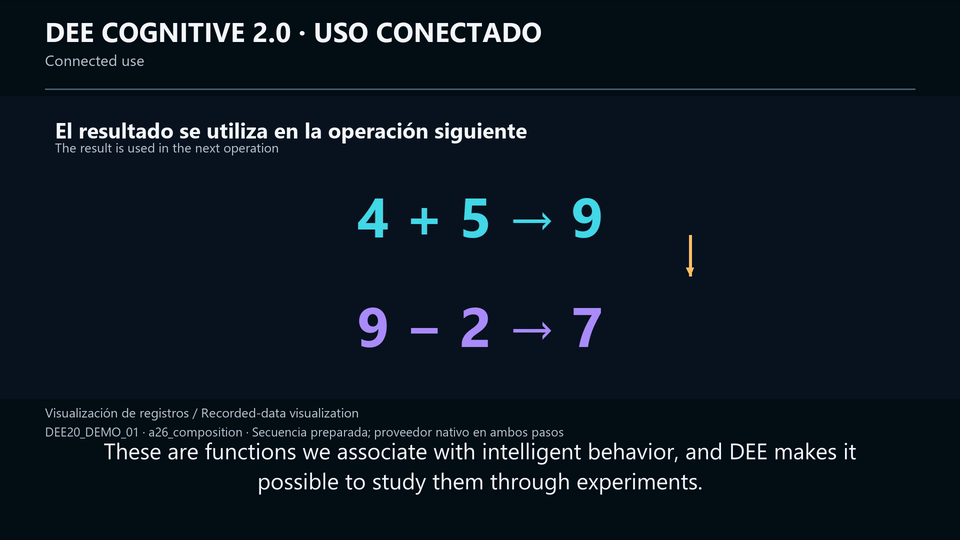 DEE COGNITIVE 2.0 · USO CONECTADO
Connected use
El resultado se utiliza en la operación siguiente
The result is used in the next operation
4 + 5 → 9
9 − 2 → 7
Visualización de registros / Recorded-data visualization
DEE20_DEMO_01 · a26_composition · Secuencia preparada; proveedor nativo en ambos pasos
These are functions we associate with intelligent behavior, and DEE makes it
possible to study them through experiments.